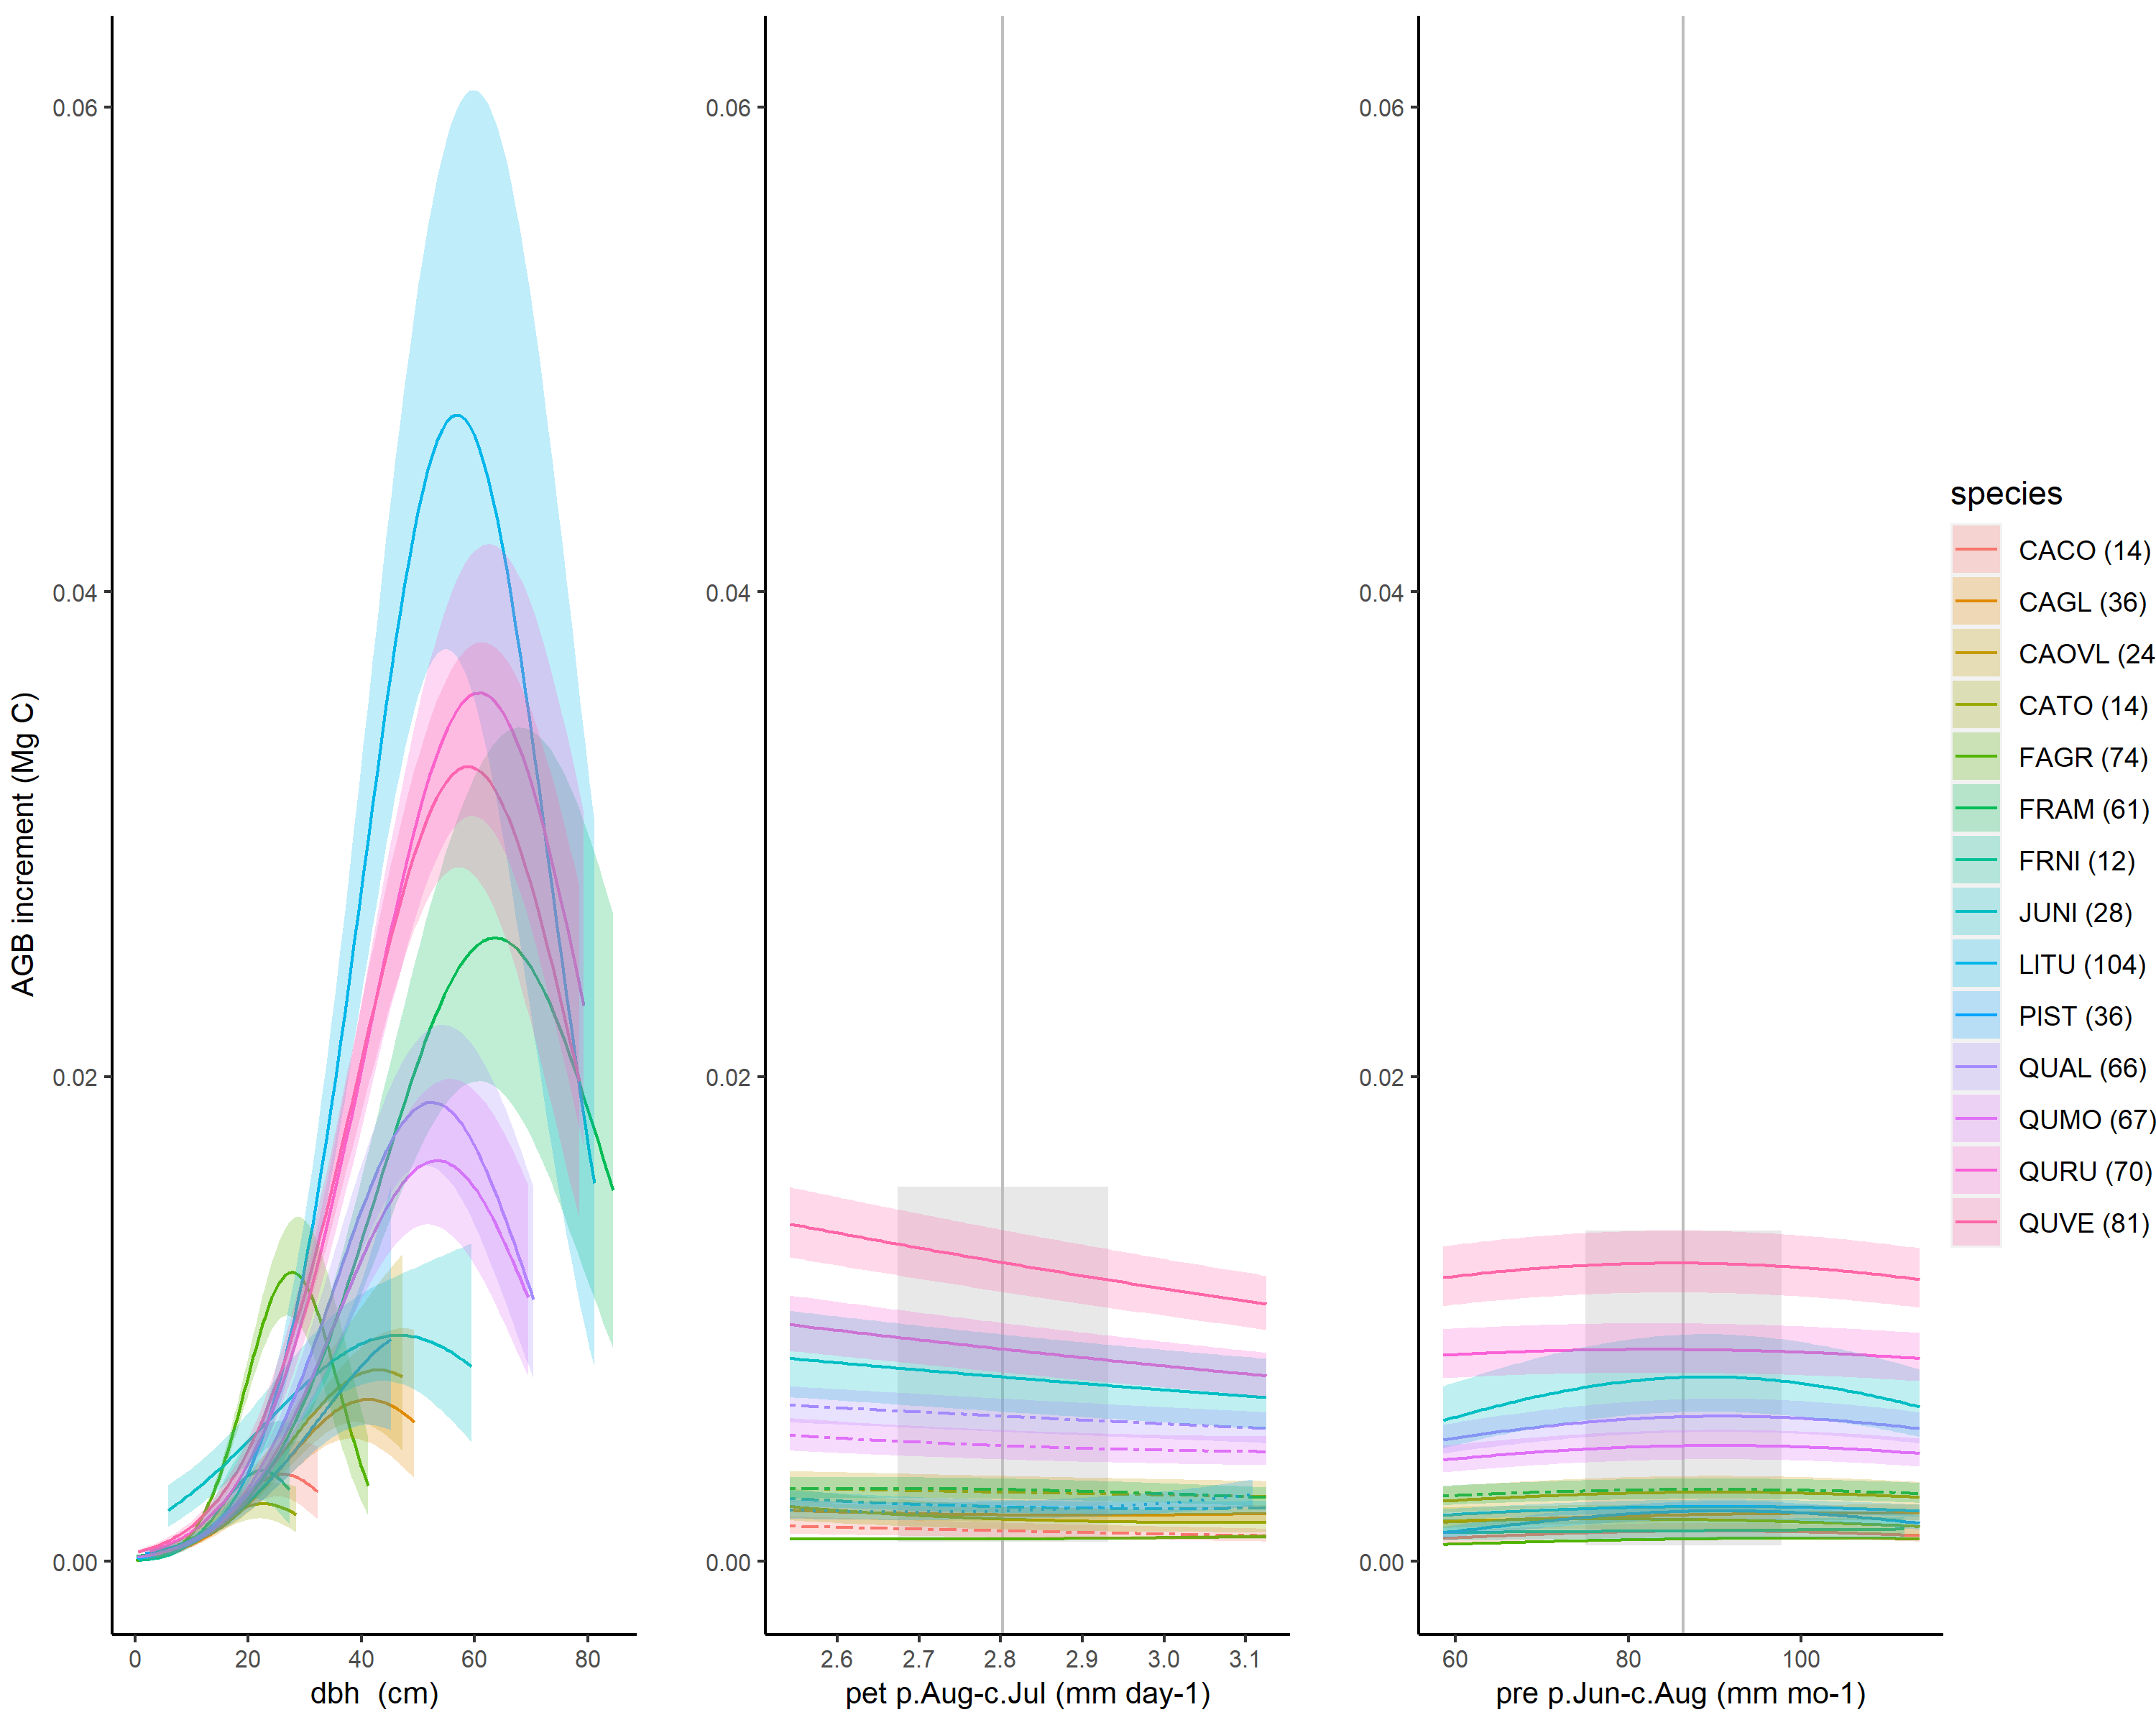 AGB increment (Mg C)
0.06
0.04
0.02
0.00
0 20 40 60 80
dbh (cm)
0.06
0.04
0.02
0.00
2.6 2.7 2.8 2.9 3.0 3.1
pet p.Aug-c.Jul (mm day-1)
0.06
0.04
0.02
0.00
60 80 100
pre p.Jun-c.Aug (mm mo-1)
species
CACO (14)
CAGL (36)
CAOVL (24
CATO (14)
FAGR (74)
FRAM (61)
FRNI (12)
JUNI (28)
LITU (104)
PIST (36)
QUAL (66)
QUMO (67)
QURU (70)
QUVE (81)